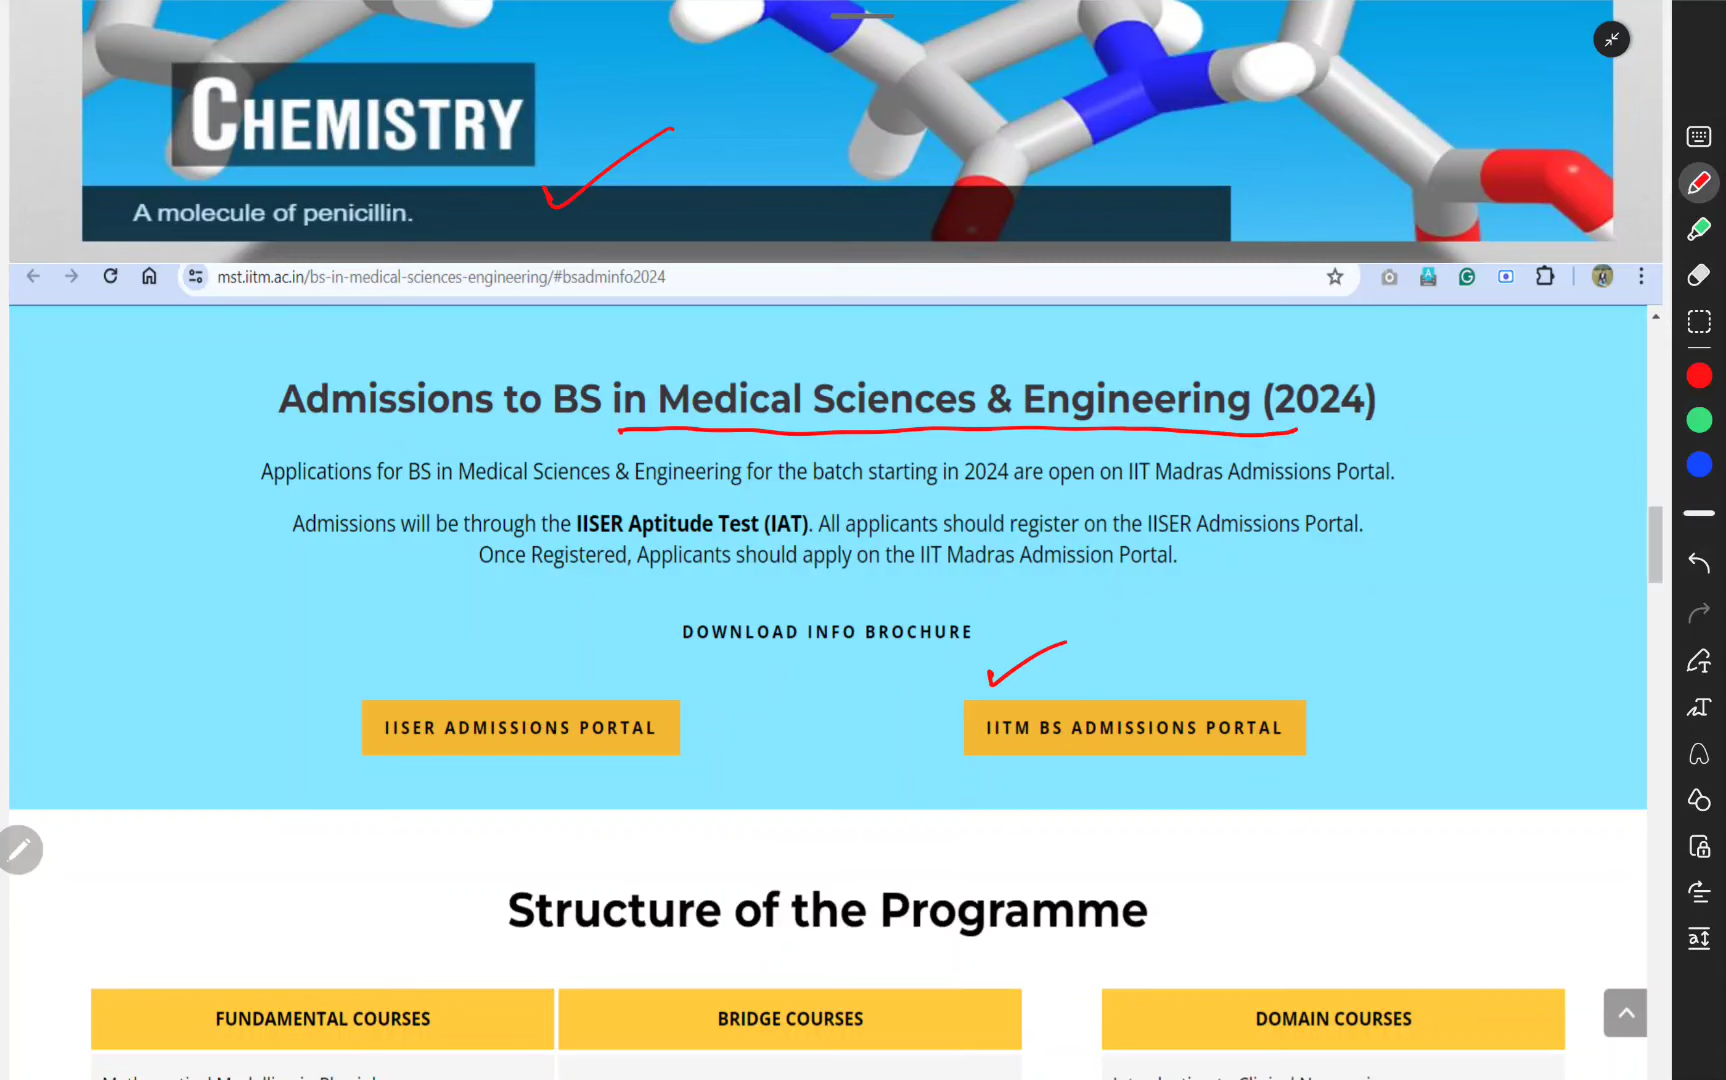 CHEMISTRY
A molecule of penicillin.
mst.iitm.ac.in/bs-in-medical-sciences-engineering/#bsadminfo2024
Admissions to BS in Medical Sciences & Engineering (2024)
Applications for BS in Medical Sciences & Engineering for the batch starting in 2024 are open on IIT Madras Admissions Portal.
Admissions will be through the IISER Aptitude Test (IAT). All applicants should register on the IISER Admissions Portal.
Once Registered, Applicants should apply on the IIT Madras Admission Portal.
DOWNLOAD INFO BROCHURE
IISER ADMISSIONS PORTAL
IITM BS ADMISSIONS PORTAL
Structure of the Programme
FUNDAMENTAL COURSES
BRIDGE COURSES
DOMAIN COURSES